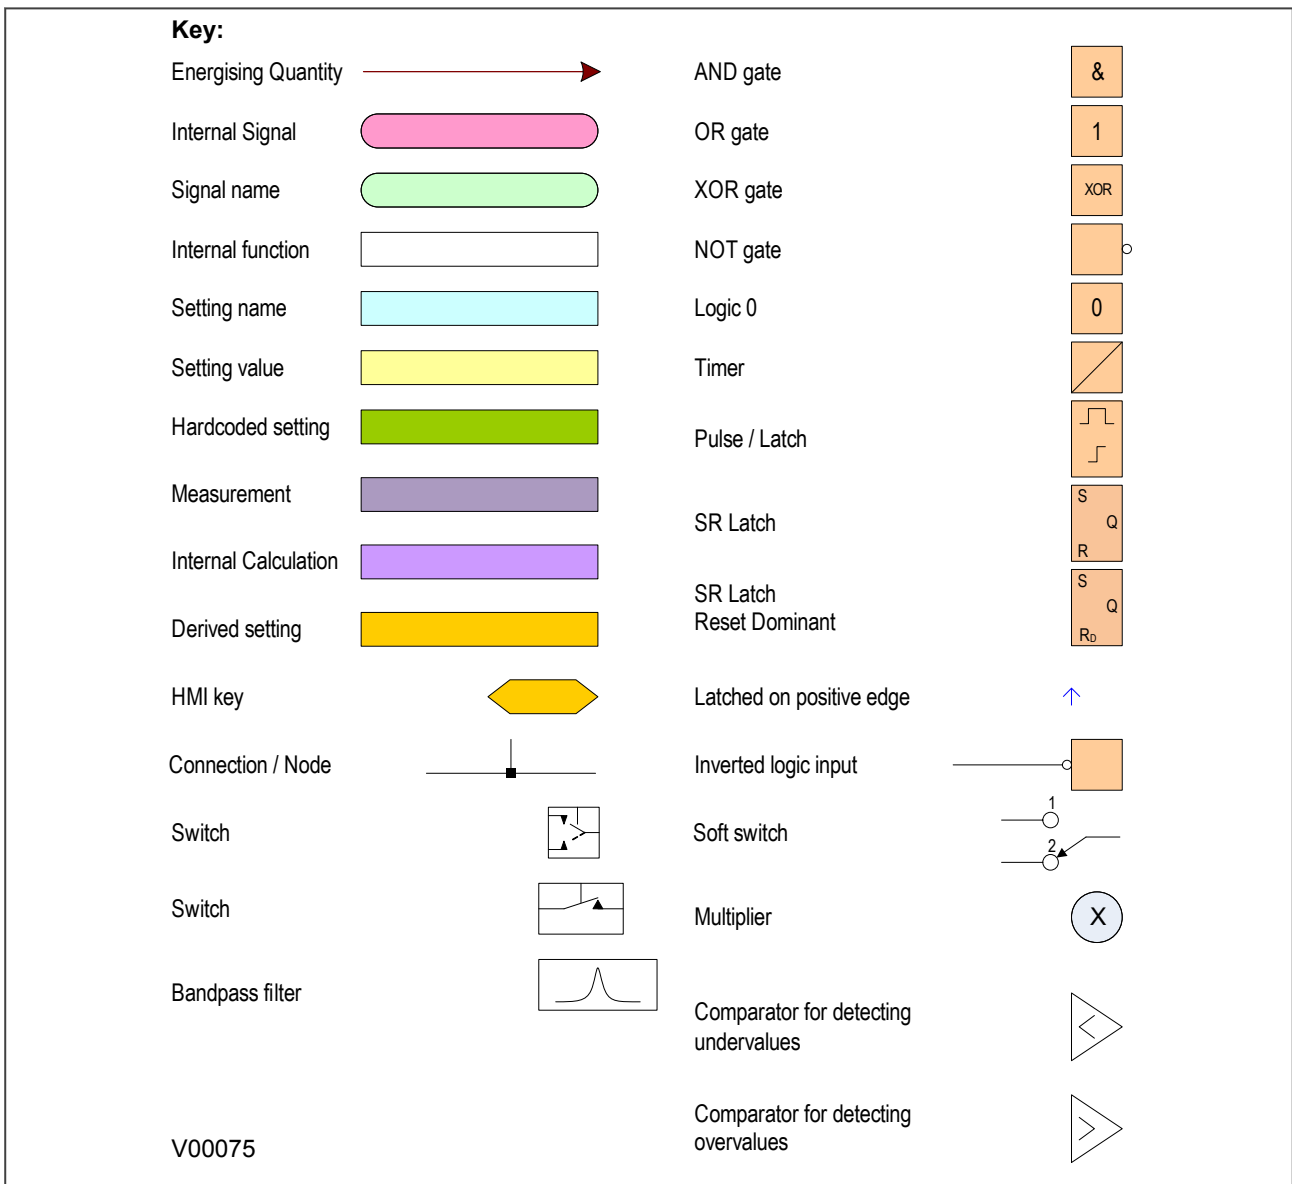 Key:
Energising Quantity
Internal Signal
Signal name
Internal function
Setting name
Setting value
Hardcoded setting
Measurement
Internal Calculation
Derived setting
HMI key
Connection / Node
Switch
Switch
Bandpass filter
V00075
AND gate
&
OR gate
1
XOR gate
XOR
NOT gate
Logic 0
0
Timer
Pulse / Latch
SR Latch
S
Q
R
SR Latch
Reset Dominant
S
Q
RD
Latched on positive edge
Inverted logic input
Soft switch
1
2
Multiplier
X
Comparator for detecting
undervalues
<
Comparator for detecting
overvalues
>